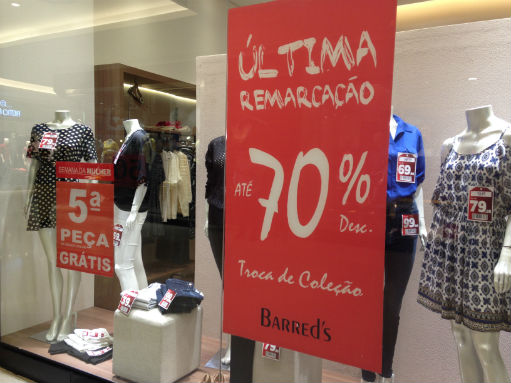 ÚLTIMA
REMARCAÇÃO
ATÉ
70%
Desc.
Troca de Coleção
BARRED'S
SEMANA DA MULHER
5ª
PEÇA
GRÁTIS
69
99
79